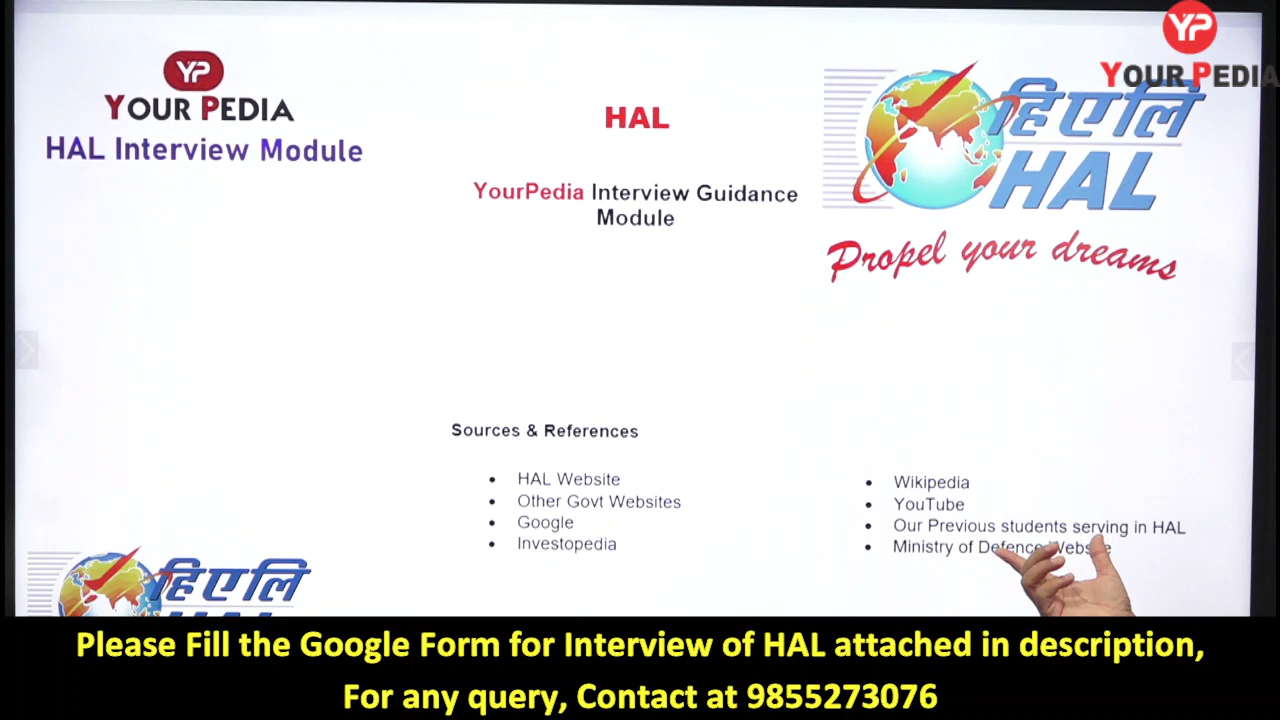 YP
YOUR PEDIA
HAL Interview Module
HAL
YourPedia Interview Guidance
Module
हिएलि
HAL
Propel your dreams
YP
YOUR PEDIA
Sources & References
• HAL Website
• Other Govt Websites
• Google
• Investopedia
• Wikipedia
• YouTube
• Our Previous students serving in HAL
• Ministry of Defence Website
हिएलि
HAL
Please Fill the Google Form for Interview of HAL attached in description,
For any query, Contact at 9855273076